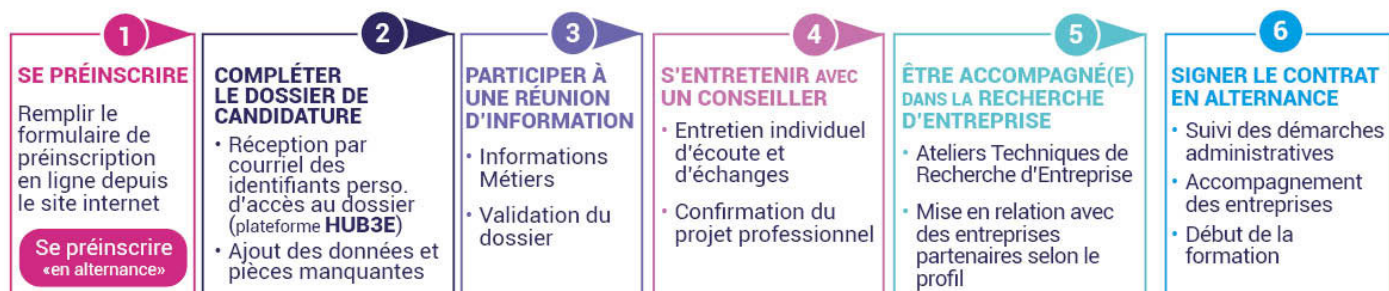 1
SE PRÉINSCRIRE
Remplir le
formulaire de
préinscription
en ligne depuis
le site internet
Se préinscrire
«en alternance»
2
COMPLÉTER
LE DOSSIER DE
CANDIDATURE
• Réception par
courriel des
identifiants perso.
d'accès au dossier
(plateforme HUB3E)
• Ajout des données et
pièces manquantes
3
PARTICIPER À
UNE RÉUNION
D'INFORMATION
• Informations
Métiers
• Validation du
dossier
4
S'ENTRETENIR AVEC
UN CONSEILLER
• Entretien individuel
d'écoute et
d'échanges
• Confirmation du
projet professionnel
5
ÊTRE ACCOMPAGNÉ(E)
DANS LA RECHERCHE
D'ENTREPRISE
• Ateliers Techniques de
Recherche d'Entreprise
• Mise en relation avec
des entreprises
partenaires selon le
profil
6
SIGNER LE CONTRAT
EN ALTERNANCE
• Suivi des démarches
administratives
• Accompagnement
des entreprises
• Début de la
formation